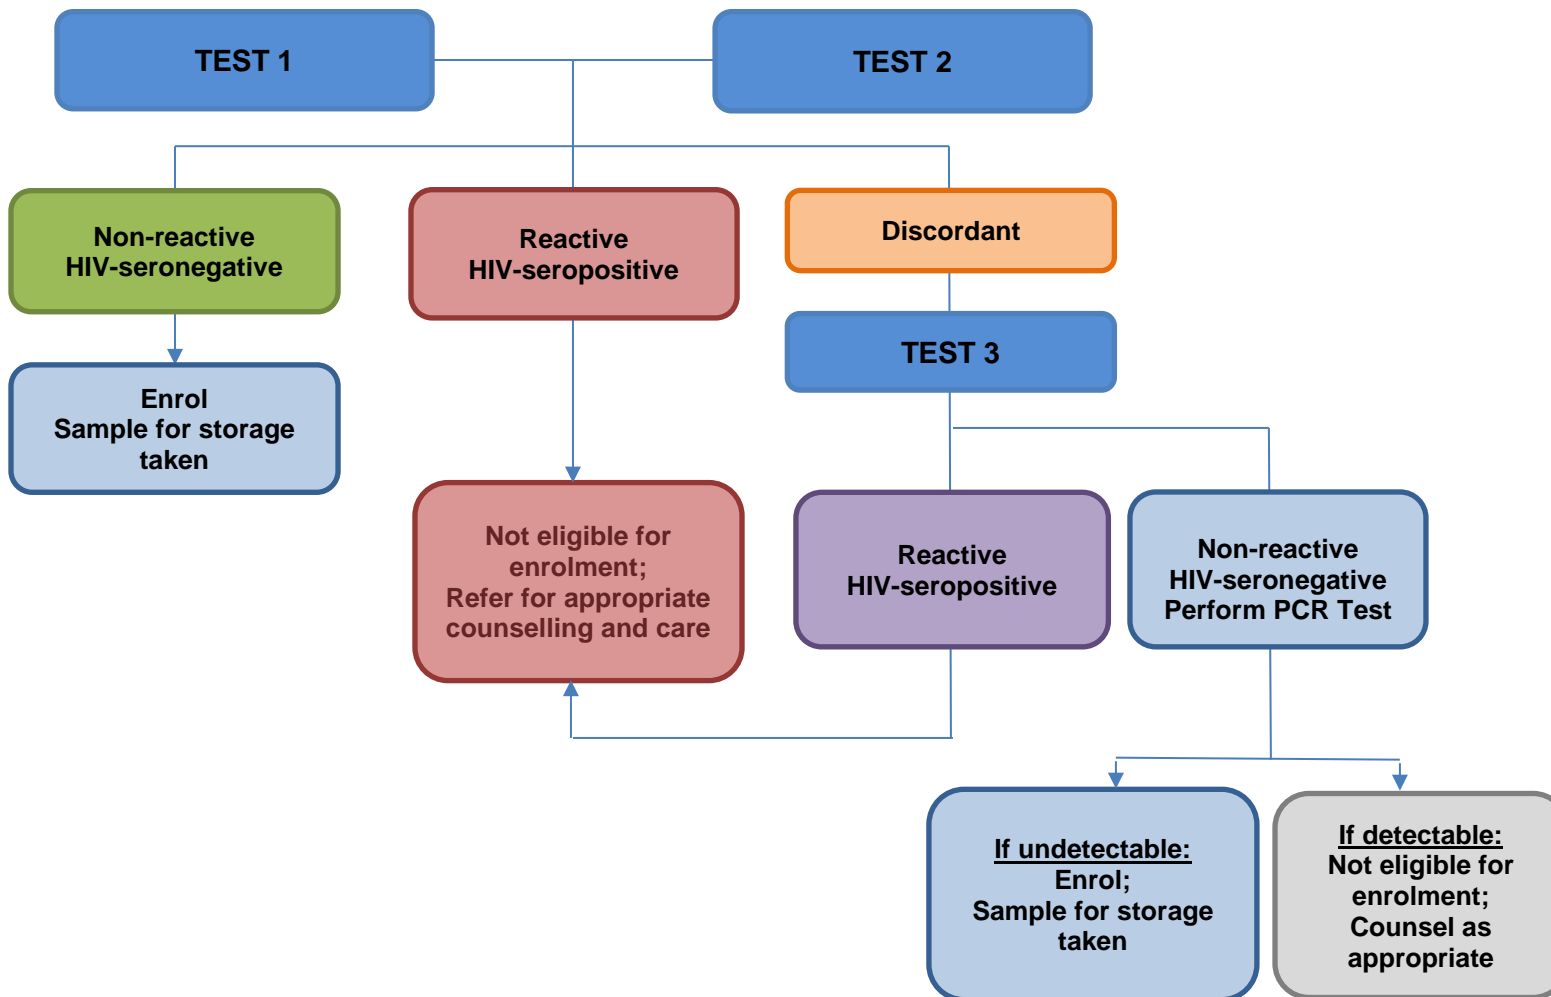 TEST 1
TEST 2
Non-reactive
HIV-seronegative
Reactive
HIV-seropositive
Discordant
TEST 3
Enrol
Sample for storage
taken
Not eligible for
enrolment;
Refer for appropriate
counselling and care
Reactive
HIV-seropositive
Non-reactive
HIV-seronegative
Perform PCR Test
If undetectable:
Enrol;
Sample for storage
taken
If detectable:
Not eligible for
enrolment;
Counsel as
appropriate